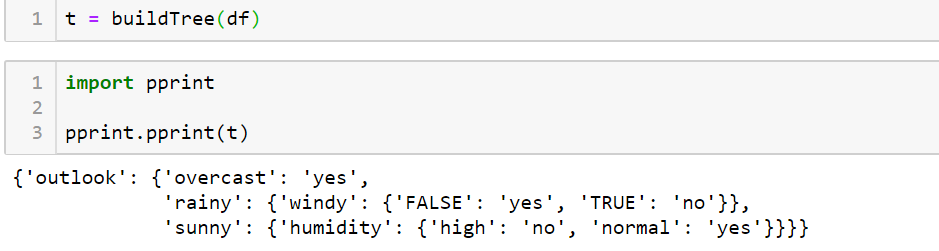 1 t = buildTree(df)
1 import pprint
2
3 pprint.pprint(t)
{'outlook': {'overcast': 'yes',
'rainy': {'windy': {'FALSE': 'yes', 'TRUE': 'no'}},
'sunny': {'humidity': {'high': 'no', 'normal': 'yes'}}}}